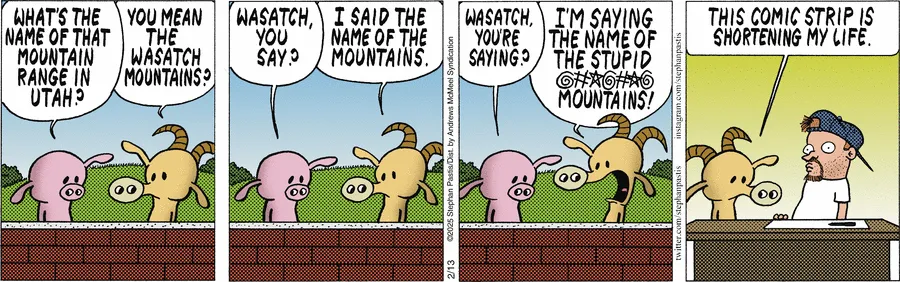 WHAT'S THE
NAME OF THAT
MOUNTAIN
RANGE IN
UTAH?
YOU MEAN
THE
WASATCH
MOUNTAINS?
WASATCH,
YOU
SAY?
I SAID THE
NAME OF THE
MOUNTAINS.
©2025 Stephan Pastis/Dist. by Andrews McMeel Syndication
2/13
WASATCH,
YOU'RE
SAYING?
I'M SAYING
THE NAME OF
THE STUPID
@#☆@#☆@
MOUNTAINS!
twitter.com/stephanpastis
instagram.com/stephanpastis
THIS COMIC STRIP IS
SHORTENING MY LIFE.